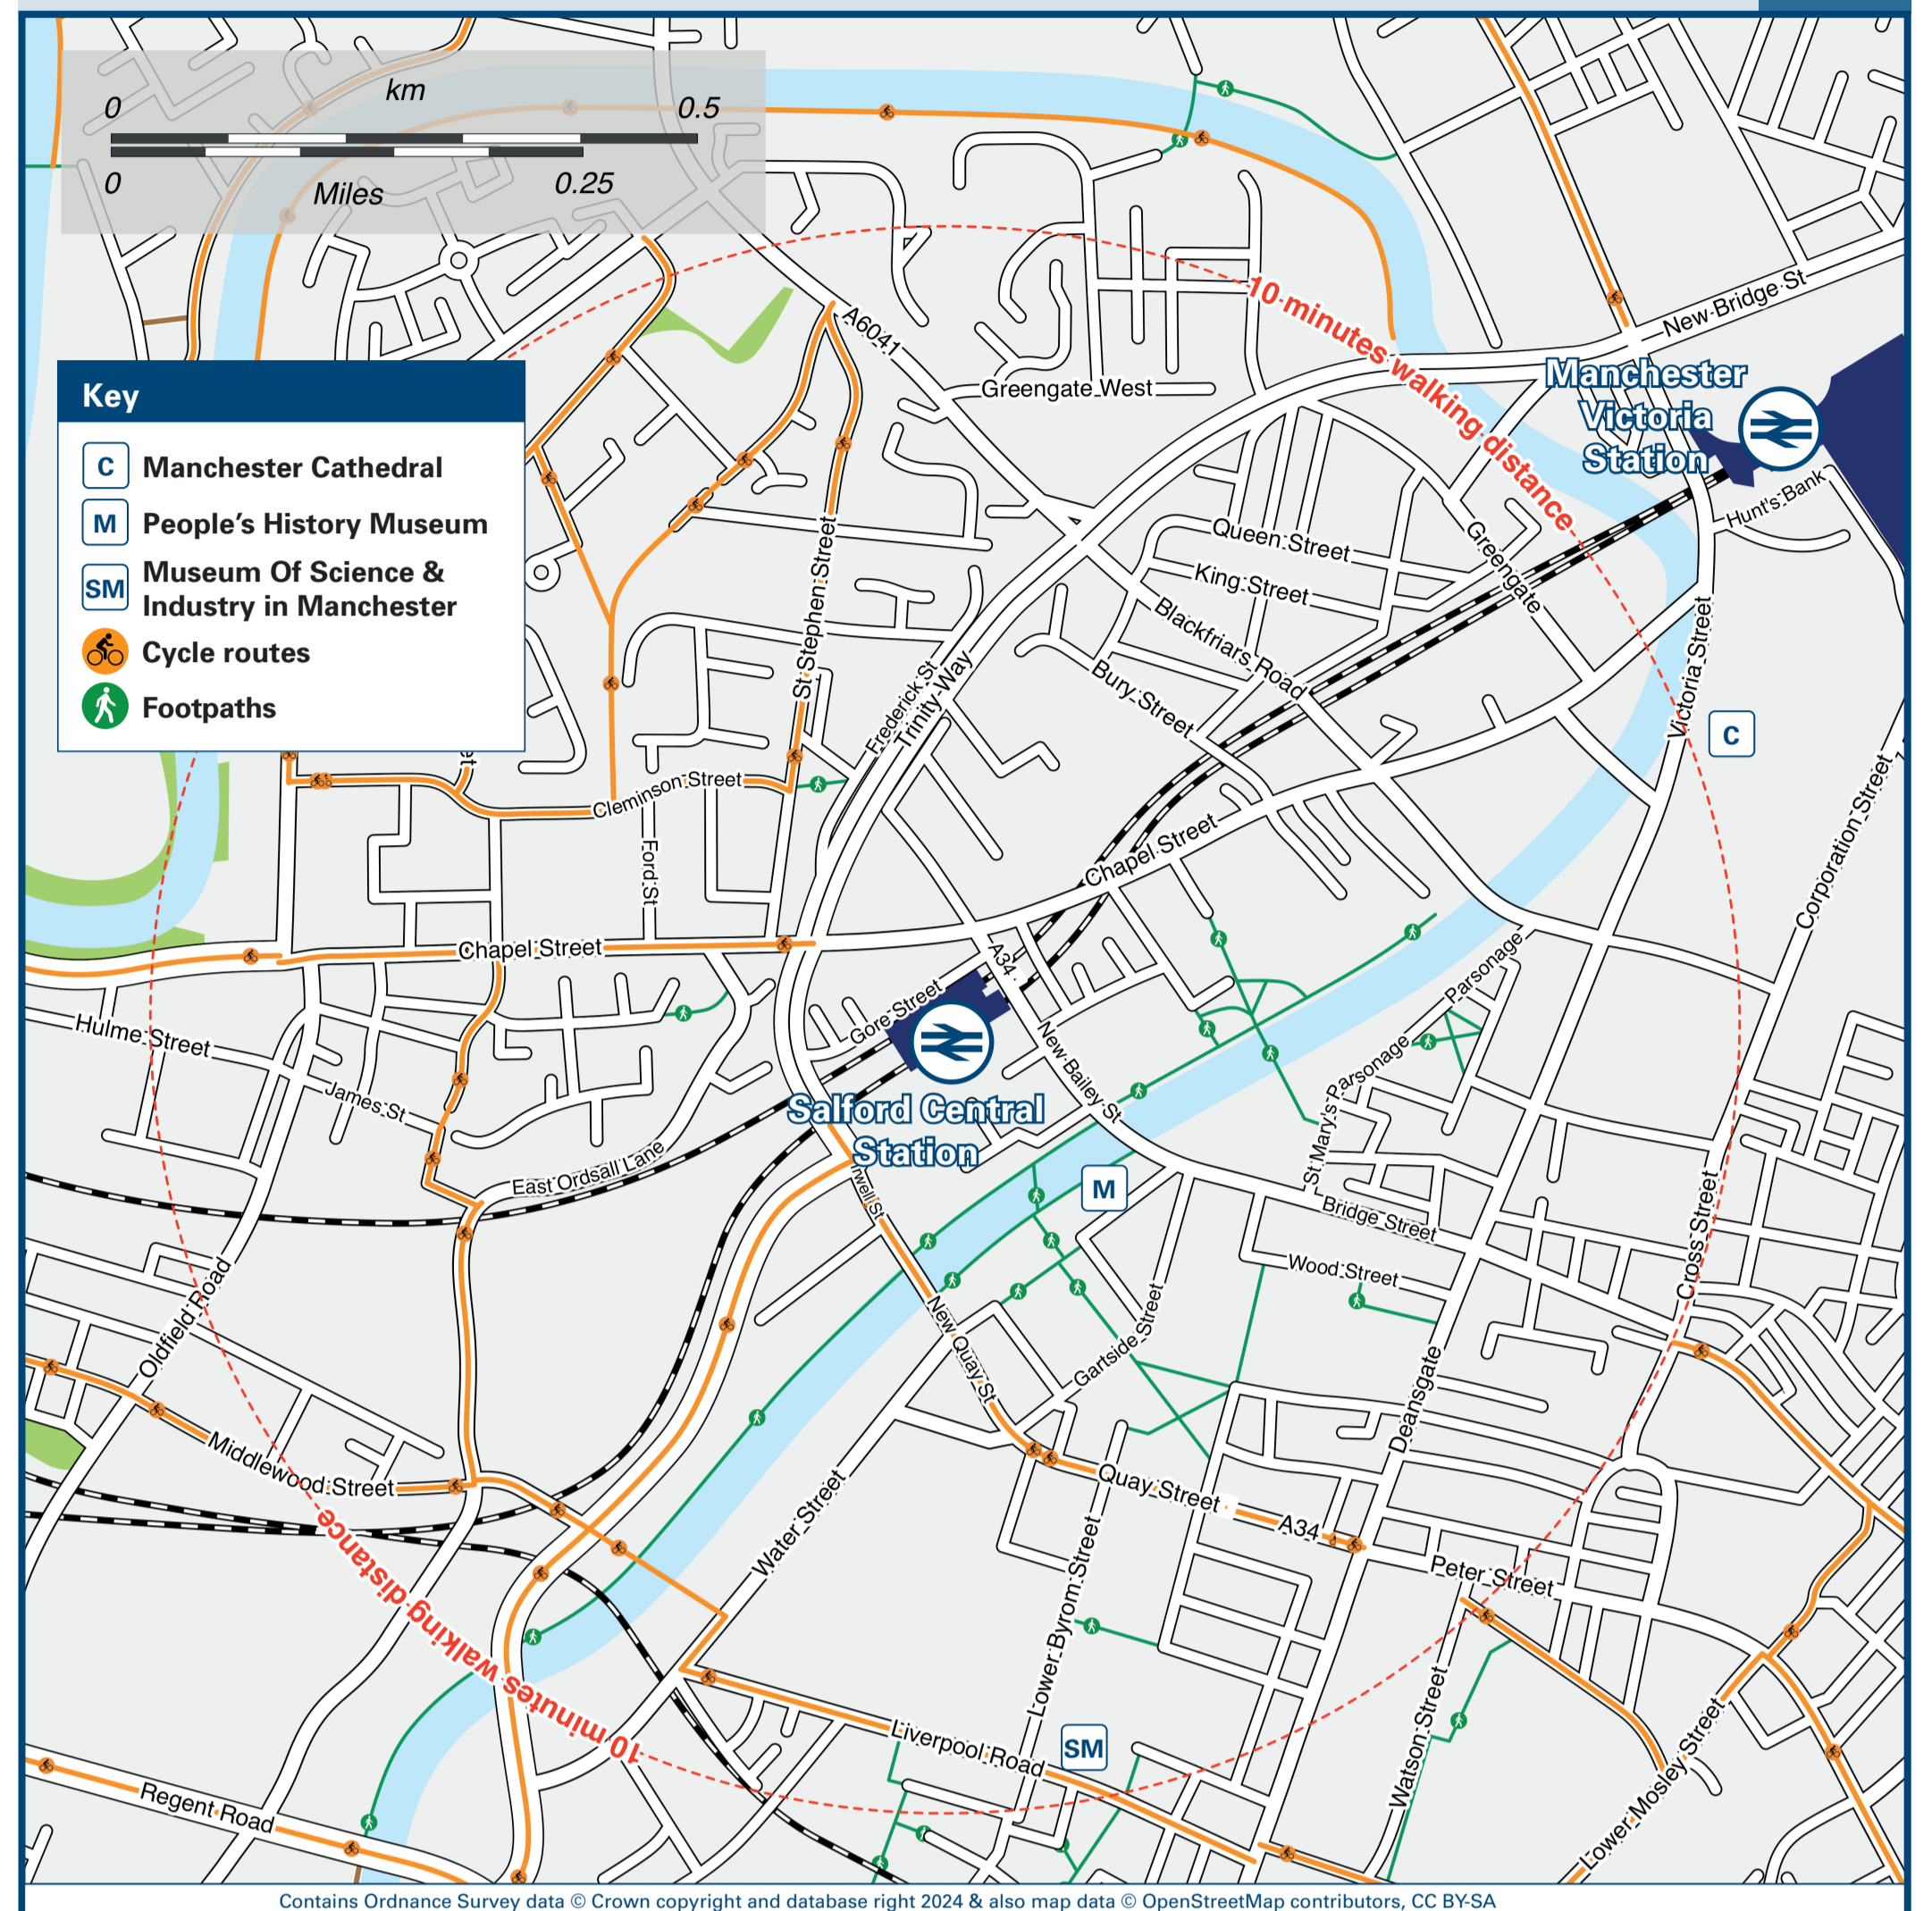 km
0
0.5
0
0.25
Miles
Key
C
Manchester Cathedral
M
People's History Museum
SM
Museum Of Science &
Industry in Manchester
Cycle routes
Footpaths
10 minutes walking distance
New Bridge St
Manchester
Victoria
Station
Hunt's Bank
A6041
Greengate West
Queen Street
King Street
Greengate
Blackfriars Road
Bury Street
Victoria Street
C
St Stephen Street
Frederick St
Trinity Way
Cleminson Street
et
Ford St
Chapel Street
Corporation Street
Chapel Street
A34
Gore Street
Parsonage
Hulme Street
James St
New Bailey St
St Mary's Parsonage
Salford Central
Station
East Ordsall Lane
M
Irwell St
Bridge Street
Cross Street
Wood Street
Oldfield Road
New Quay St
Gartside Street
Deansgate
Middlewood Street
Quay Street
A34
Water Street
Peter Street
10 minutes walking distance
Lower Byrom Street
Liverpool Road
SM
Watson Street
Lower Mosley Street
Regent Road
Contains Ordnance Survey data © Crown copyright and database right 2024 & also map data © OpenStreetMap contributors, CC BY-SA